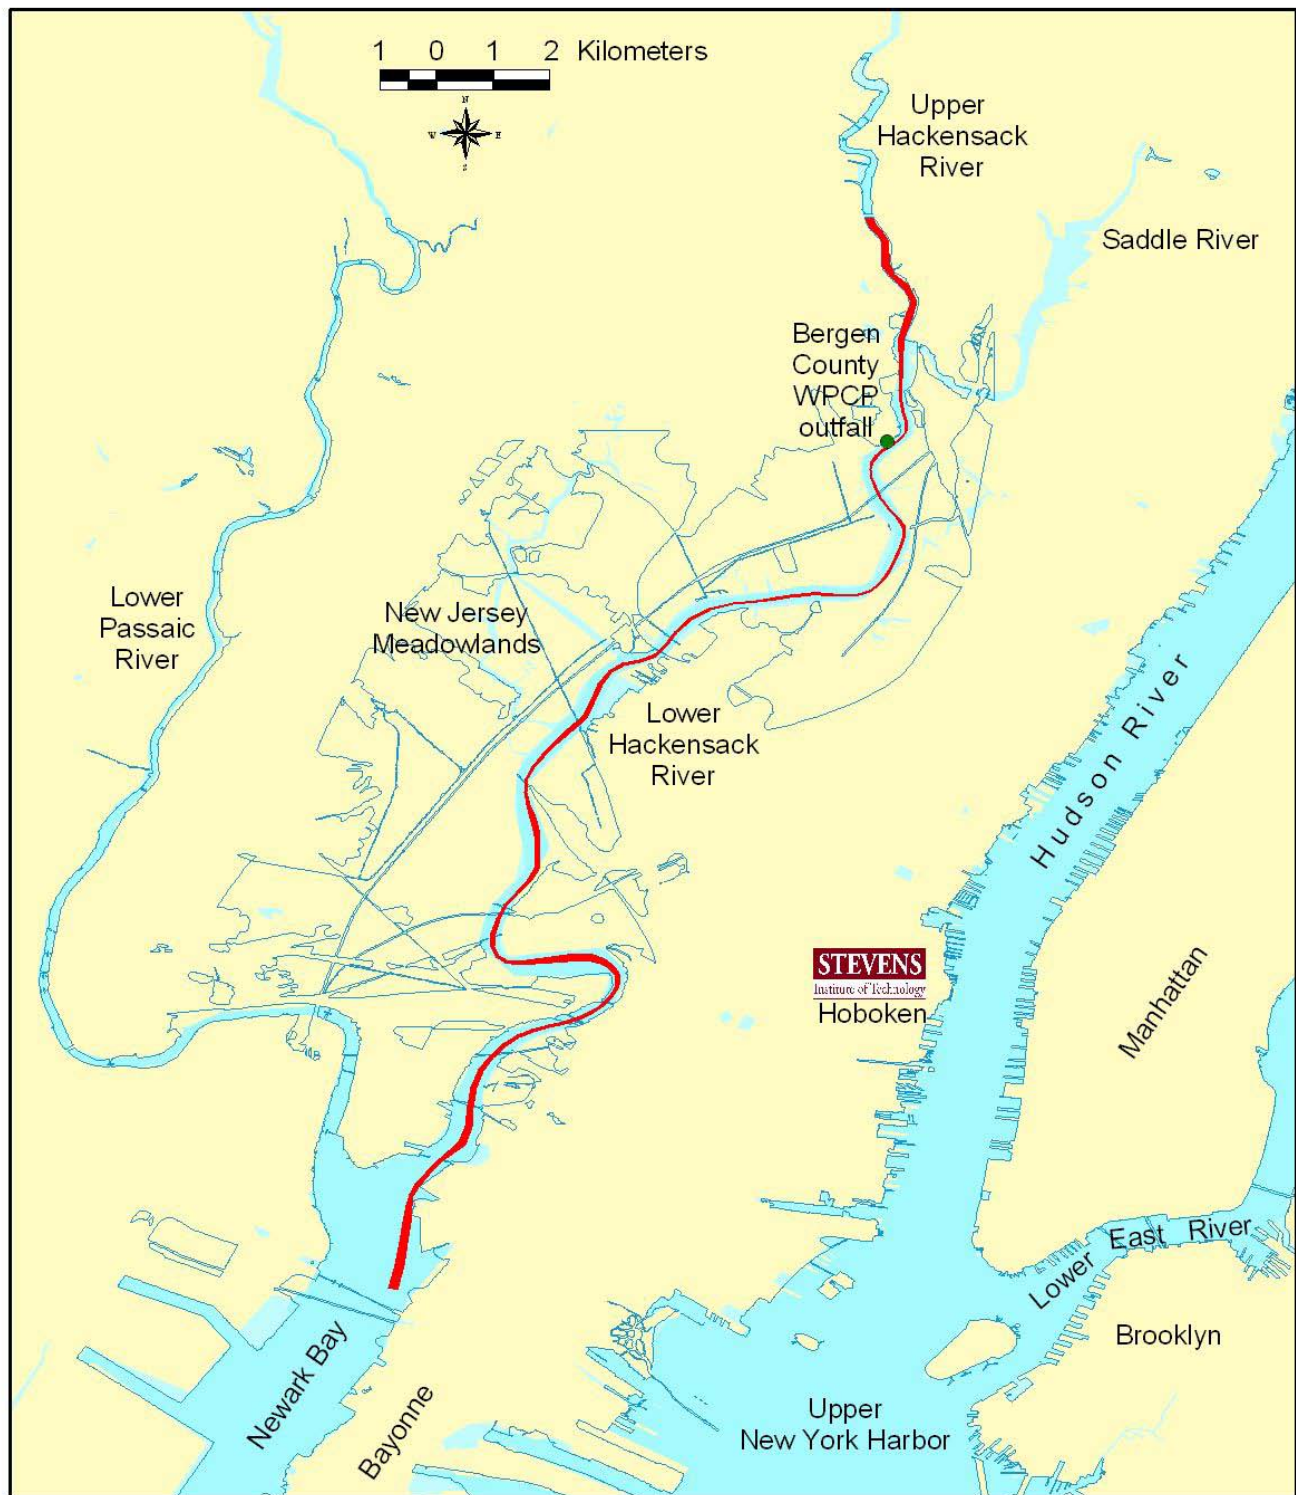 1 0 1 2 Kilometers
N
W E
S
Upper
Hackensack
River
Saddle River
Bergen
County
WPCP
outfall
Lower
Passaic
River
New Jersey
Meadowlands
Lower
Hackensack
River
Hudson River
STEVENS
Institute of Technology
Hoboken
Manhattan
Lower East River
Brooklyn
Newark Bay
Bayonne
Upper
New York Harbor